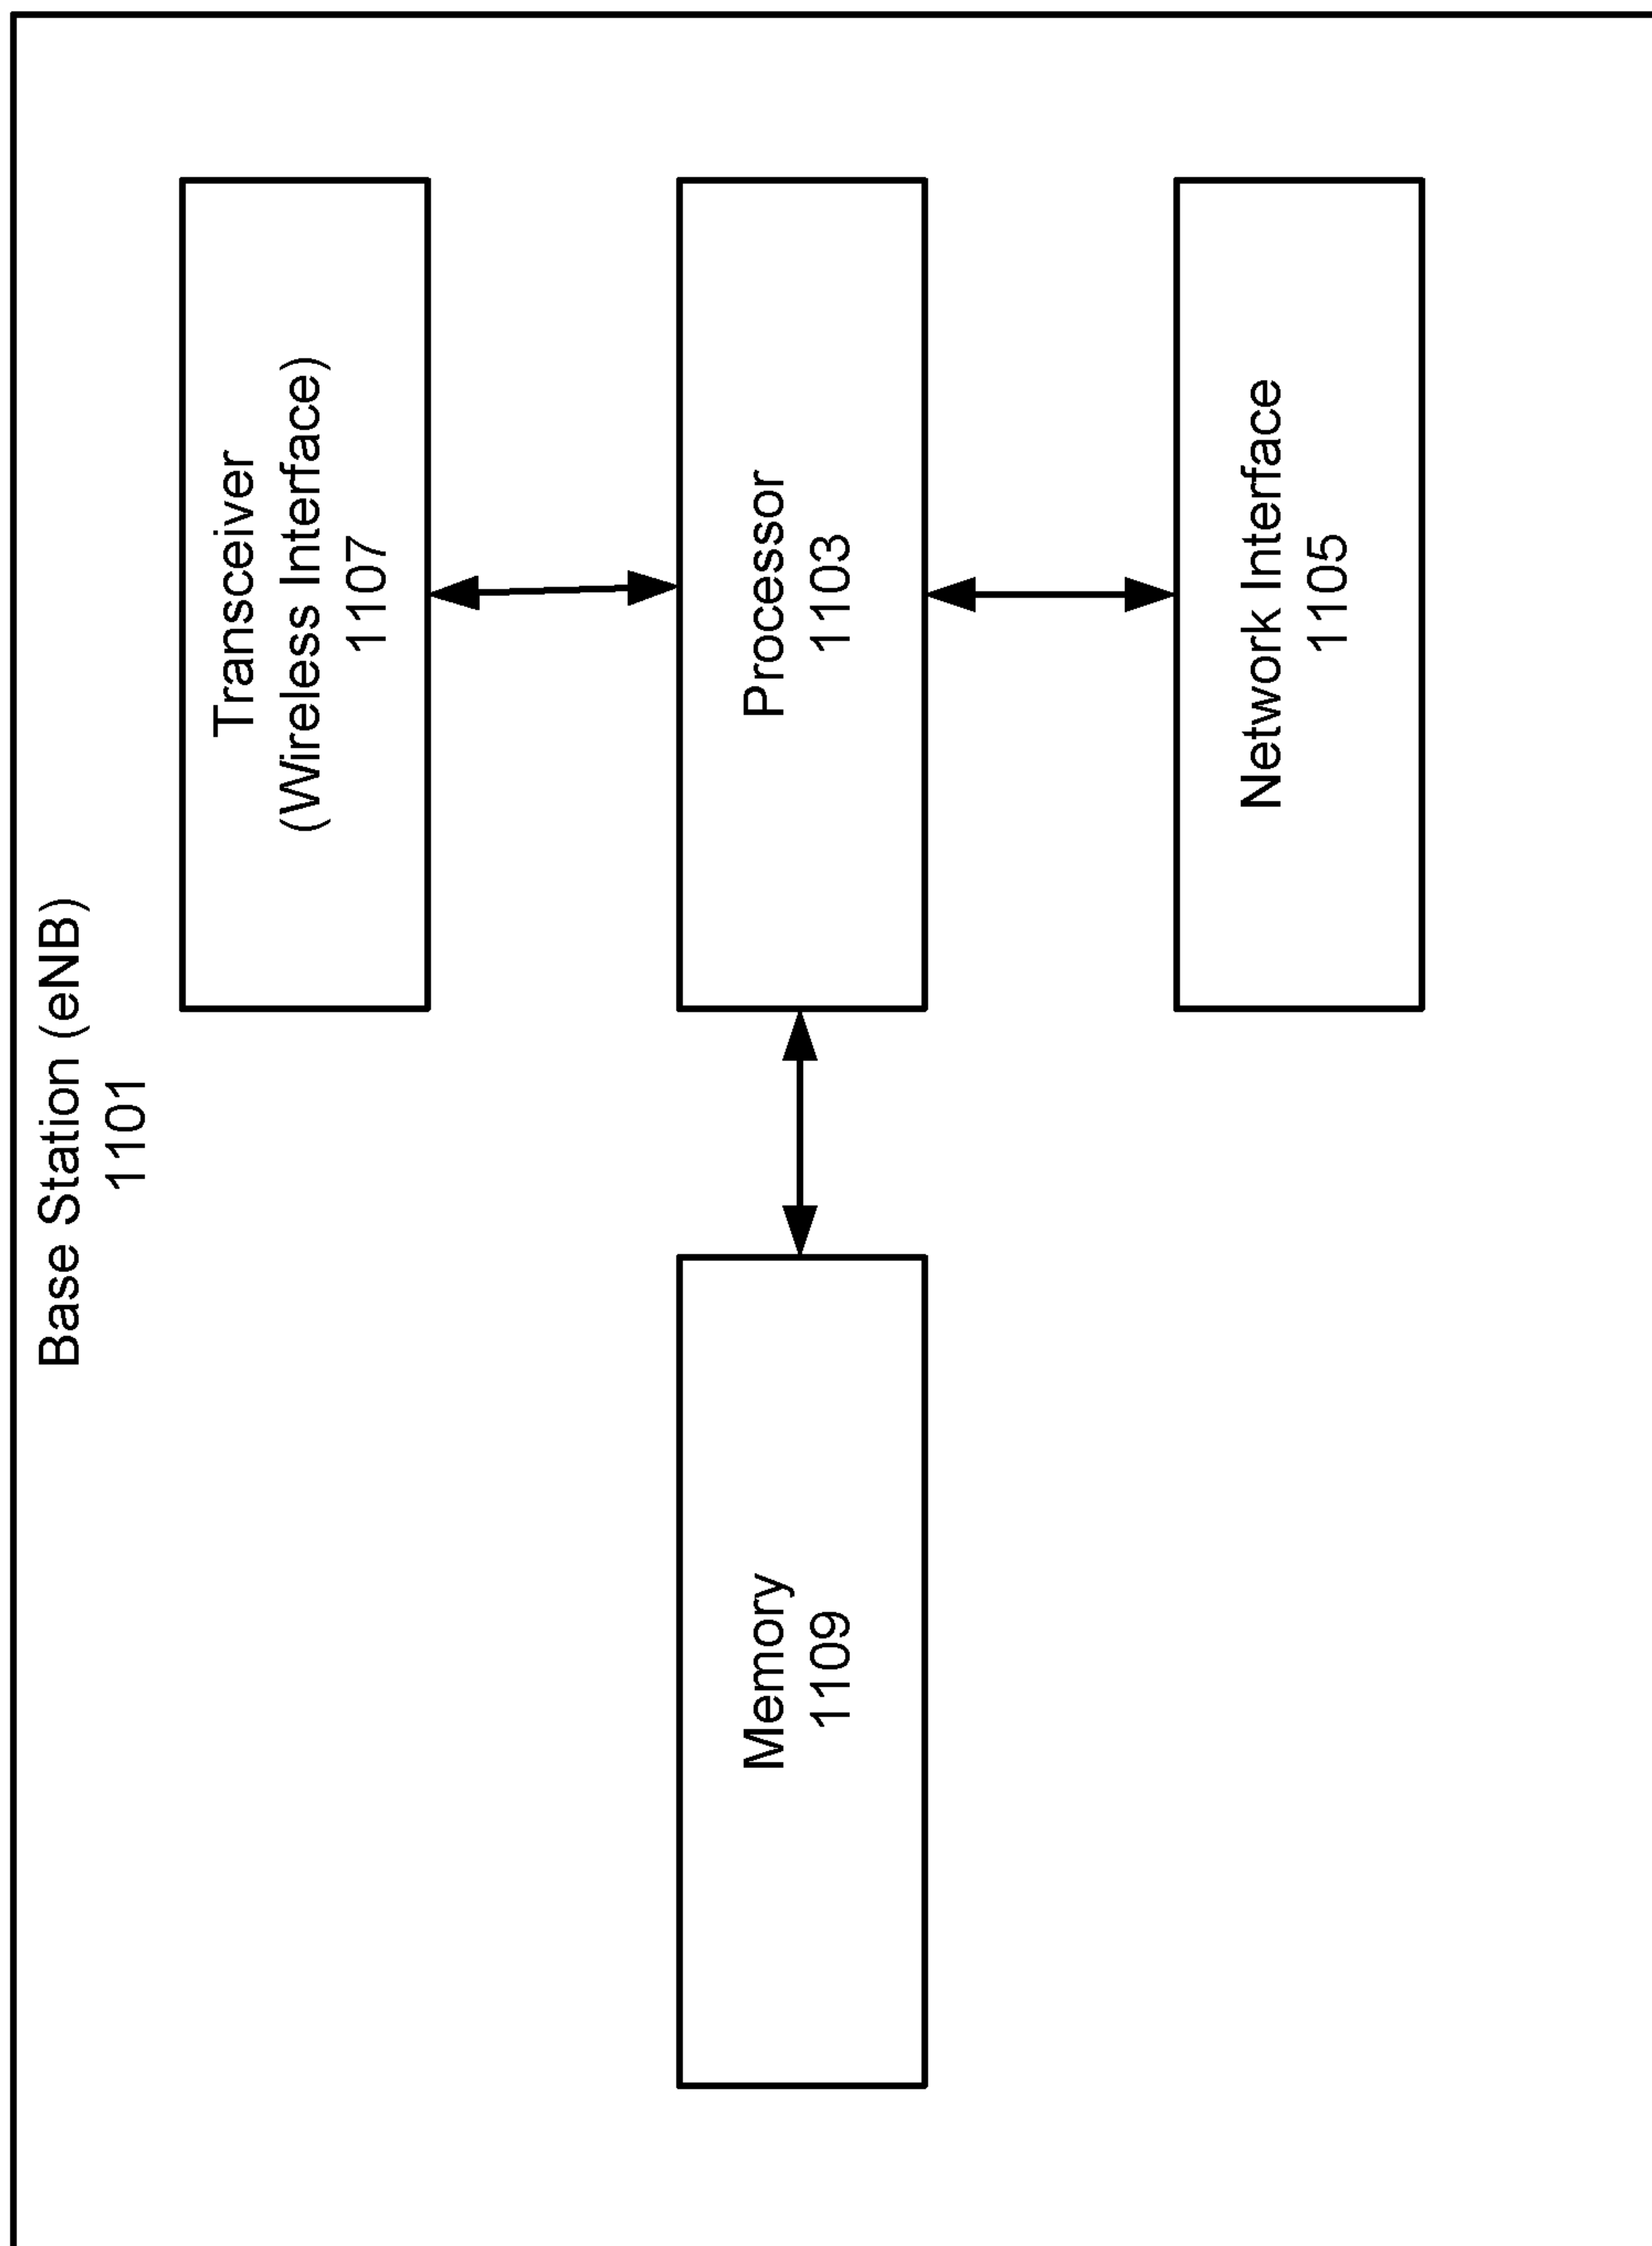 Base Station (eNB)
1101
Transceiver
(Wireless Interface)
1107
Memory
1109
Processor
1103
Network Interface
1105